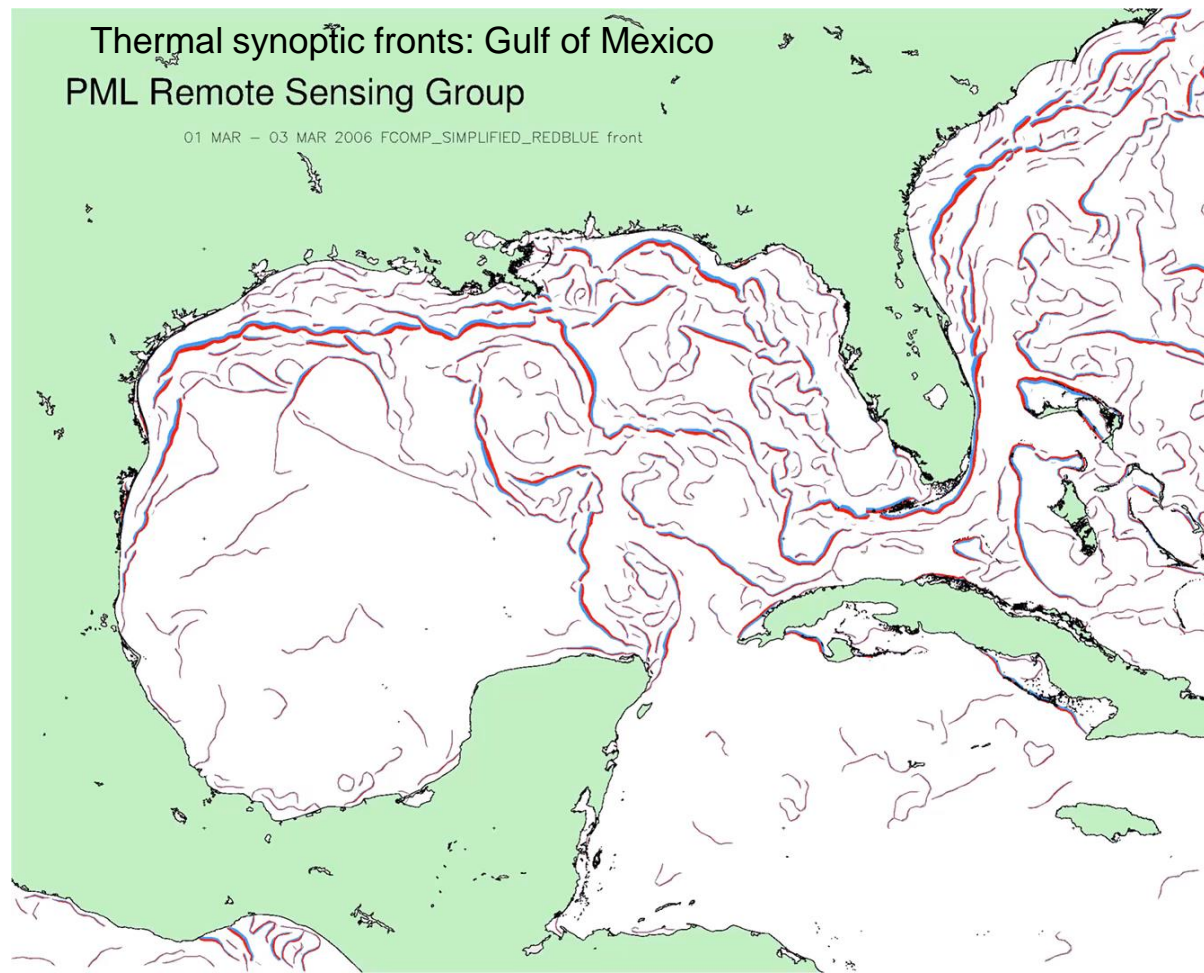 Thermal synoptic fronts: Gulf of Mexico
PML Remote Sensing Group
01 MAR – 03 MAR 2006 FCOMP_SIMPLIFIED_REDBLUE front